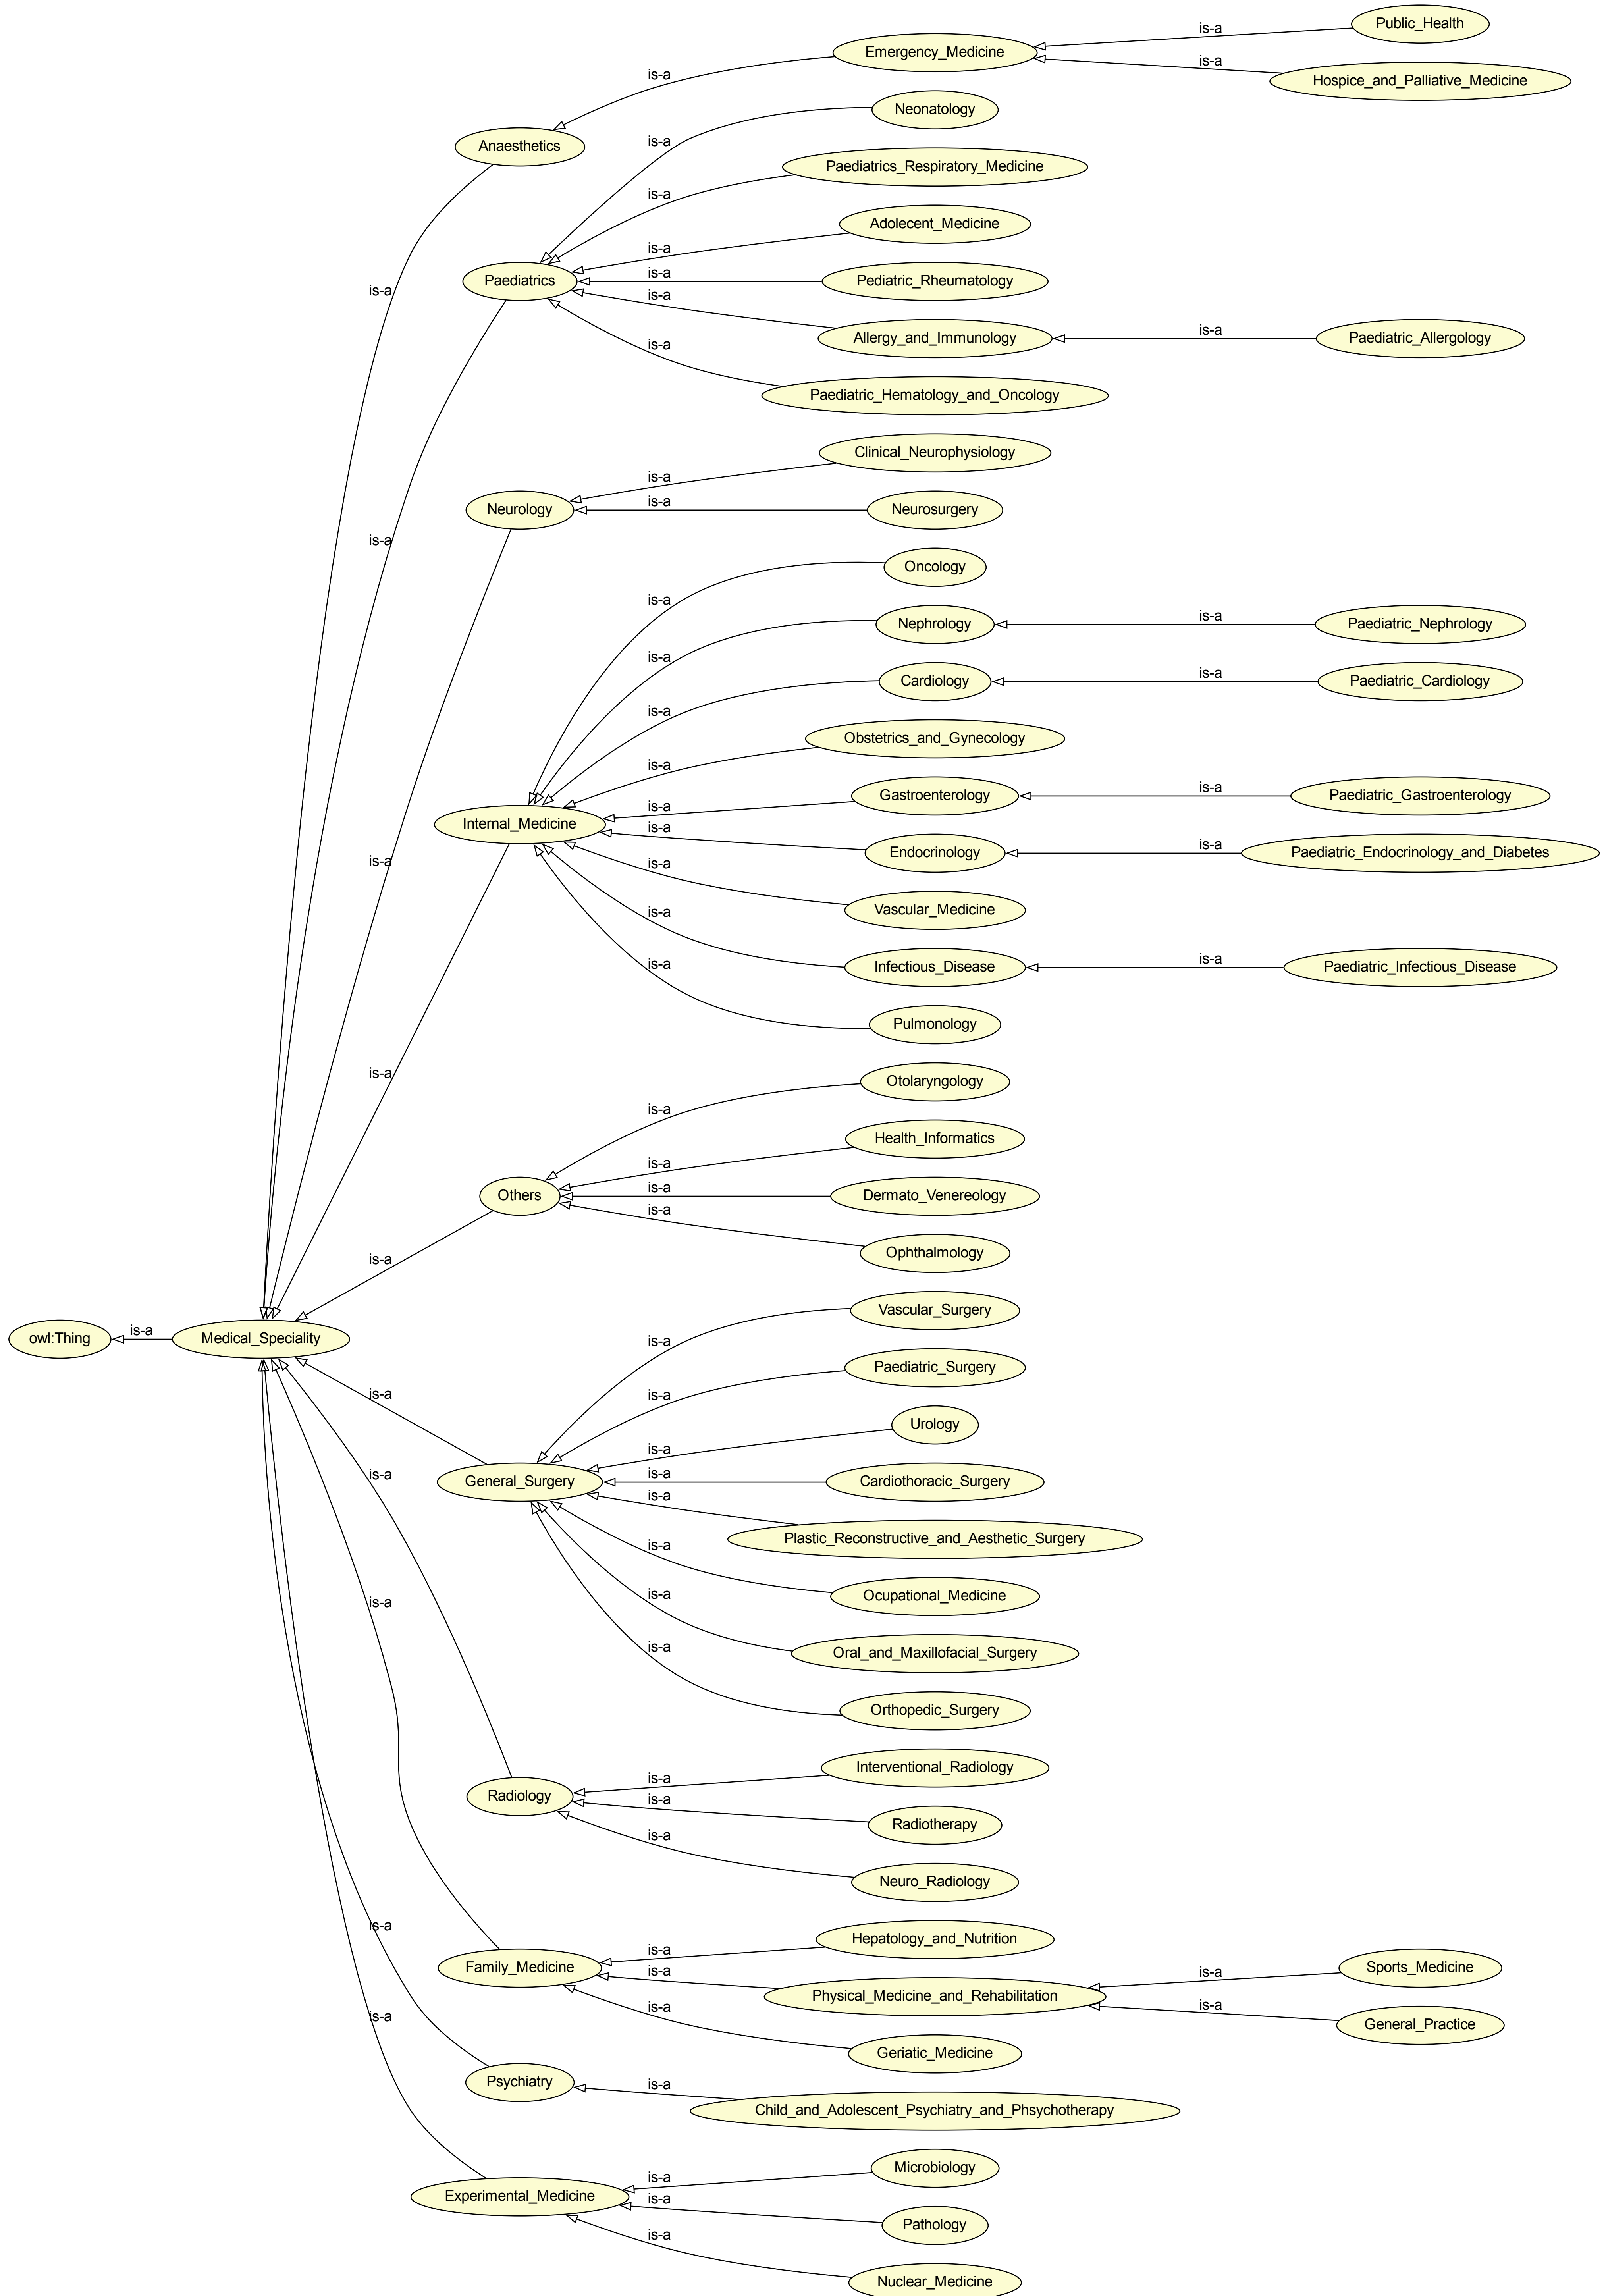 Public_Health
is-a
Emergency_Medicine
is-a
is-a
Hospice_and_Palliative_Medicine
Neonatology
is-a
Anaesthetics
Paediatrics_Respiratory_Medicine
is-a
Adolecent_Medicine
is-a
is-a
Paediatrics
is-a
Pediatric_Rheumatology
is-a
is-a
Allergy_and_Immunology
is-a
Paediatric_Allergology
is-a
Paediatric_Hematology_and_Oncology
Clinical_Neurophysiology
is-a
Neurology
is-a
Neurosurgery
is-a
Oncology
is-a
Nephrology
is-a
Paediatric_Nephrology
is-a
Cardiology
is-a
Paediatric_Cardiology
is-a
Obstetrics_and_Gynecology
is-a
Gastroenterology
is-a
Paediatric_Gastroenterology
is-a
Internal_Medicine
is-a
Endocrinology
is-a
Paediatric_Endocrinology_and_Diabetes
is-a
is-a
Vascular_Medicine
is-a
Infectious_Disease
is-a
Paediatric_Infectious_Disease
is-a
Pulmonology
is-a
Otolaryngology
is-a
Health_Informatics
is-a
Others
is-a
Dermato_Venereology
is-a
Ophthalmology
is-a
Vascular_Surgery
owl:Thing
is-a
Medical_Speciality
is-a
Paediatric_Surgery
is-a
is-a
Urology
is-a
General_Surgery
is-a
Cardiothoracic_Surgery
is-a
is-a
Plastic_Reconstructive_and_Aesthetic_Surgery
is-a
Ocupational_Medicine
is-a
is-a
Oral_and_Maxillofacial_Surgery
is-a
Orthopedic_Surgery
Interventional_Radiology
is-a
Radiology
is-a
Radiotherapy
is-a
Neuro_Radiology
is-a
Hepatology_and_Nutrition
is-a
Family_Medicine
is-a
Physical_Medicine_and_Rehabilitation
is-a
Sports_Medicine
is-a
General_Practice
is-a
is-a
Geriatic_Medicine
Psychiatry
is-a
Child_and_Adolescent_Psychiatry_and_Phsychotherapy
Microbiology
is-a
Experimental_Medicine
is-a
Pathology
is-a
Nuclear_Medicine